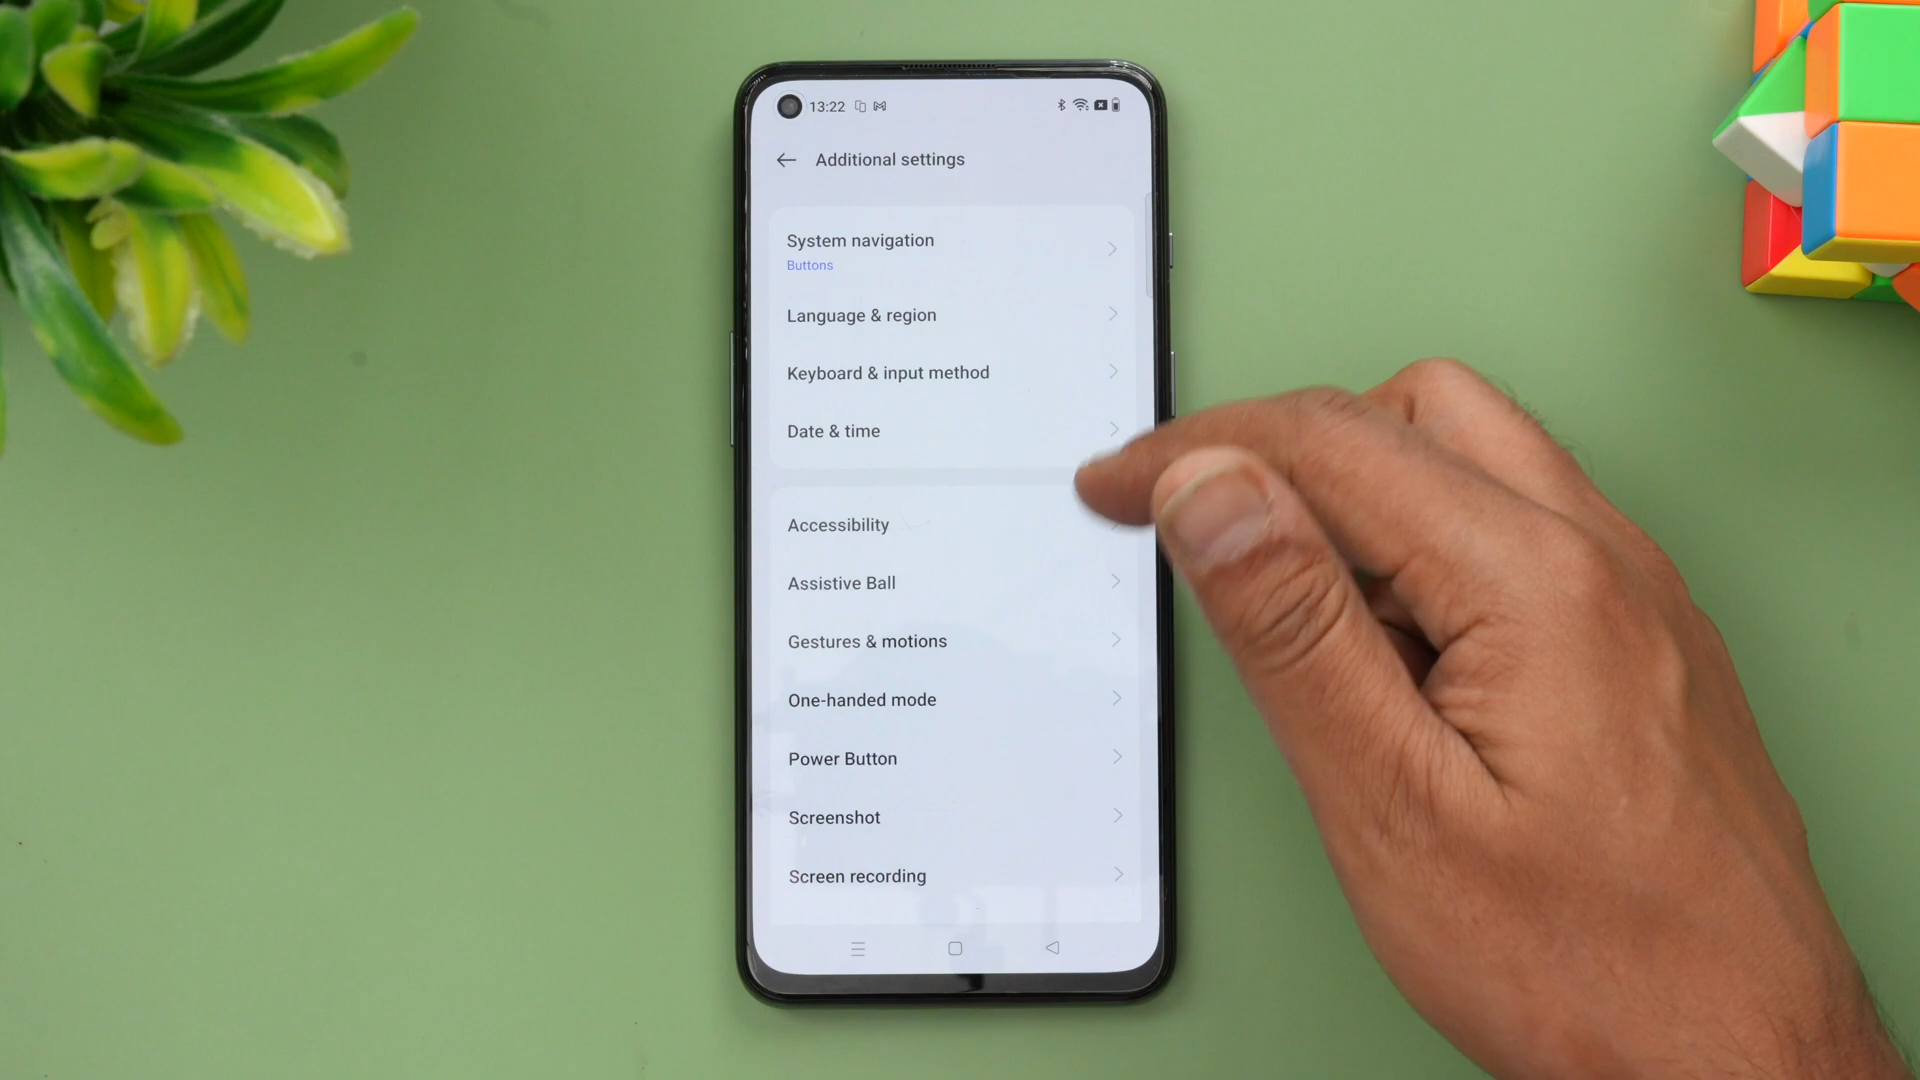 13:22
Additional settings
System navigation
Buttons
Language & region
Keyboard & input method
Date & time
Accessibility
Assistive Ball
Gestures & motions
One-handed mode
Power Button
Screenshot
Screen recording